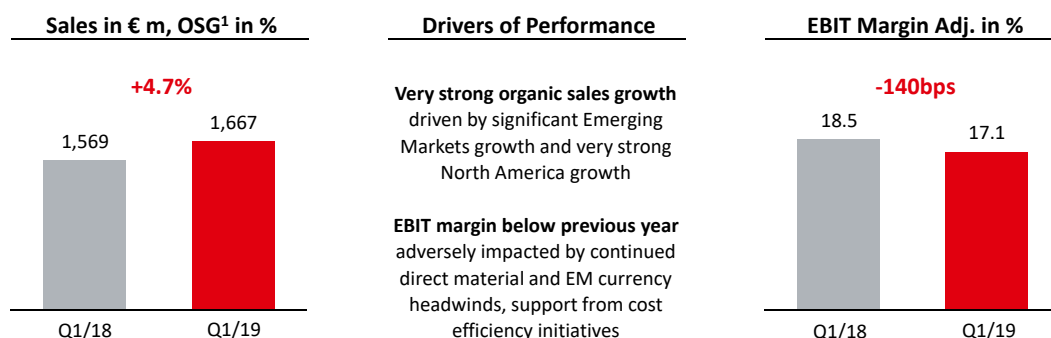 Sales in € m, OSG¹ in %
+4.7%
1,569
1,667
Q1/18
Q1/19
Drivers of Performance
Very strong organic sales growth
driven by significant Emerging
Markets growth and very strong
North America growth
EBIT margin below previous year
adversely impacted by continued
direct material and EM currency
headwinds, support from cost
efficiency initiatives
EBIT Margin Adj. in %
-140bps
18.5
17.1
Q1/18
Q1/19